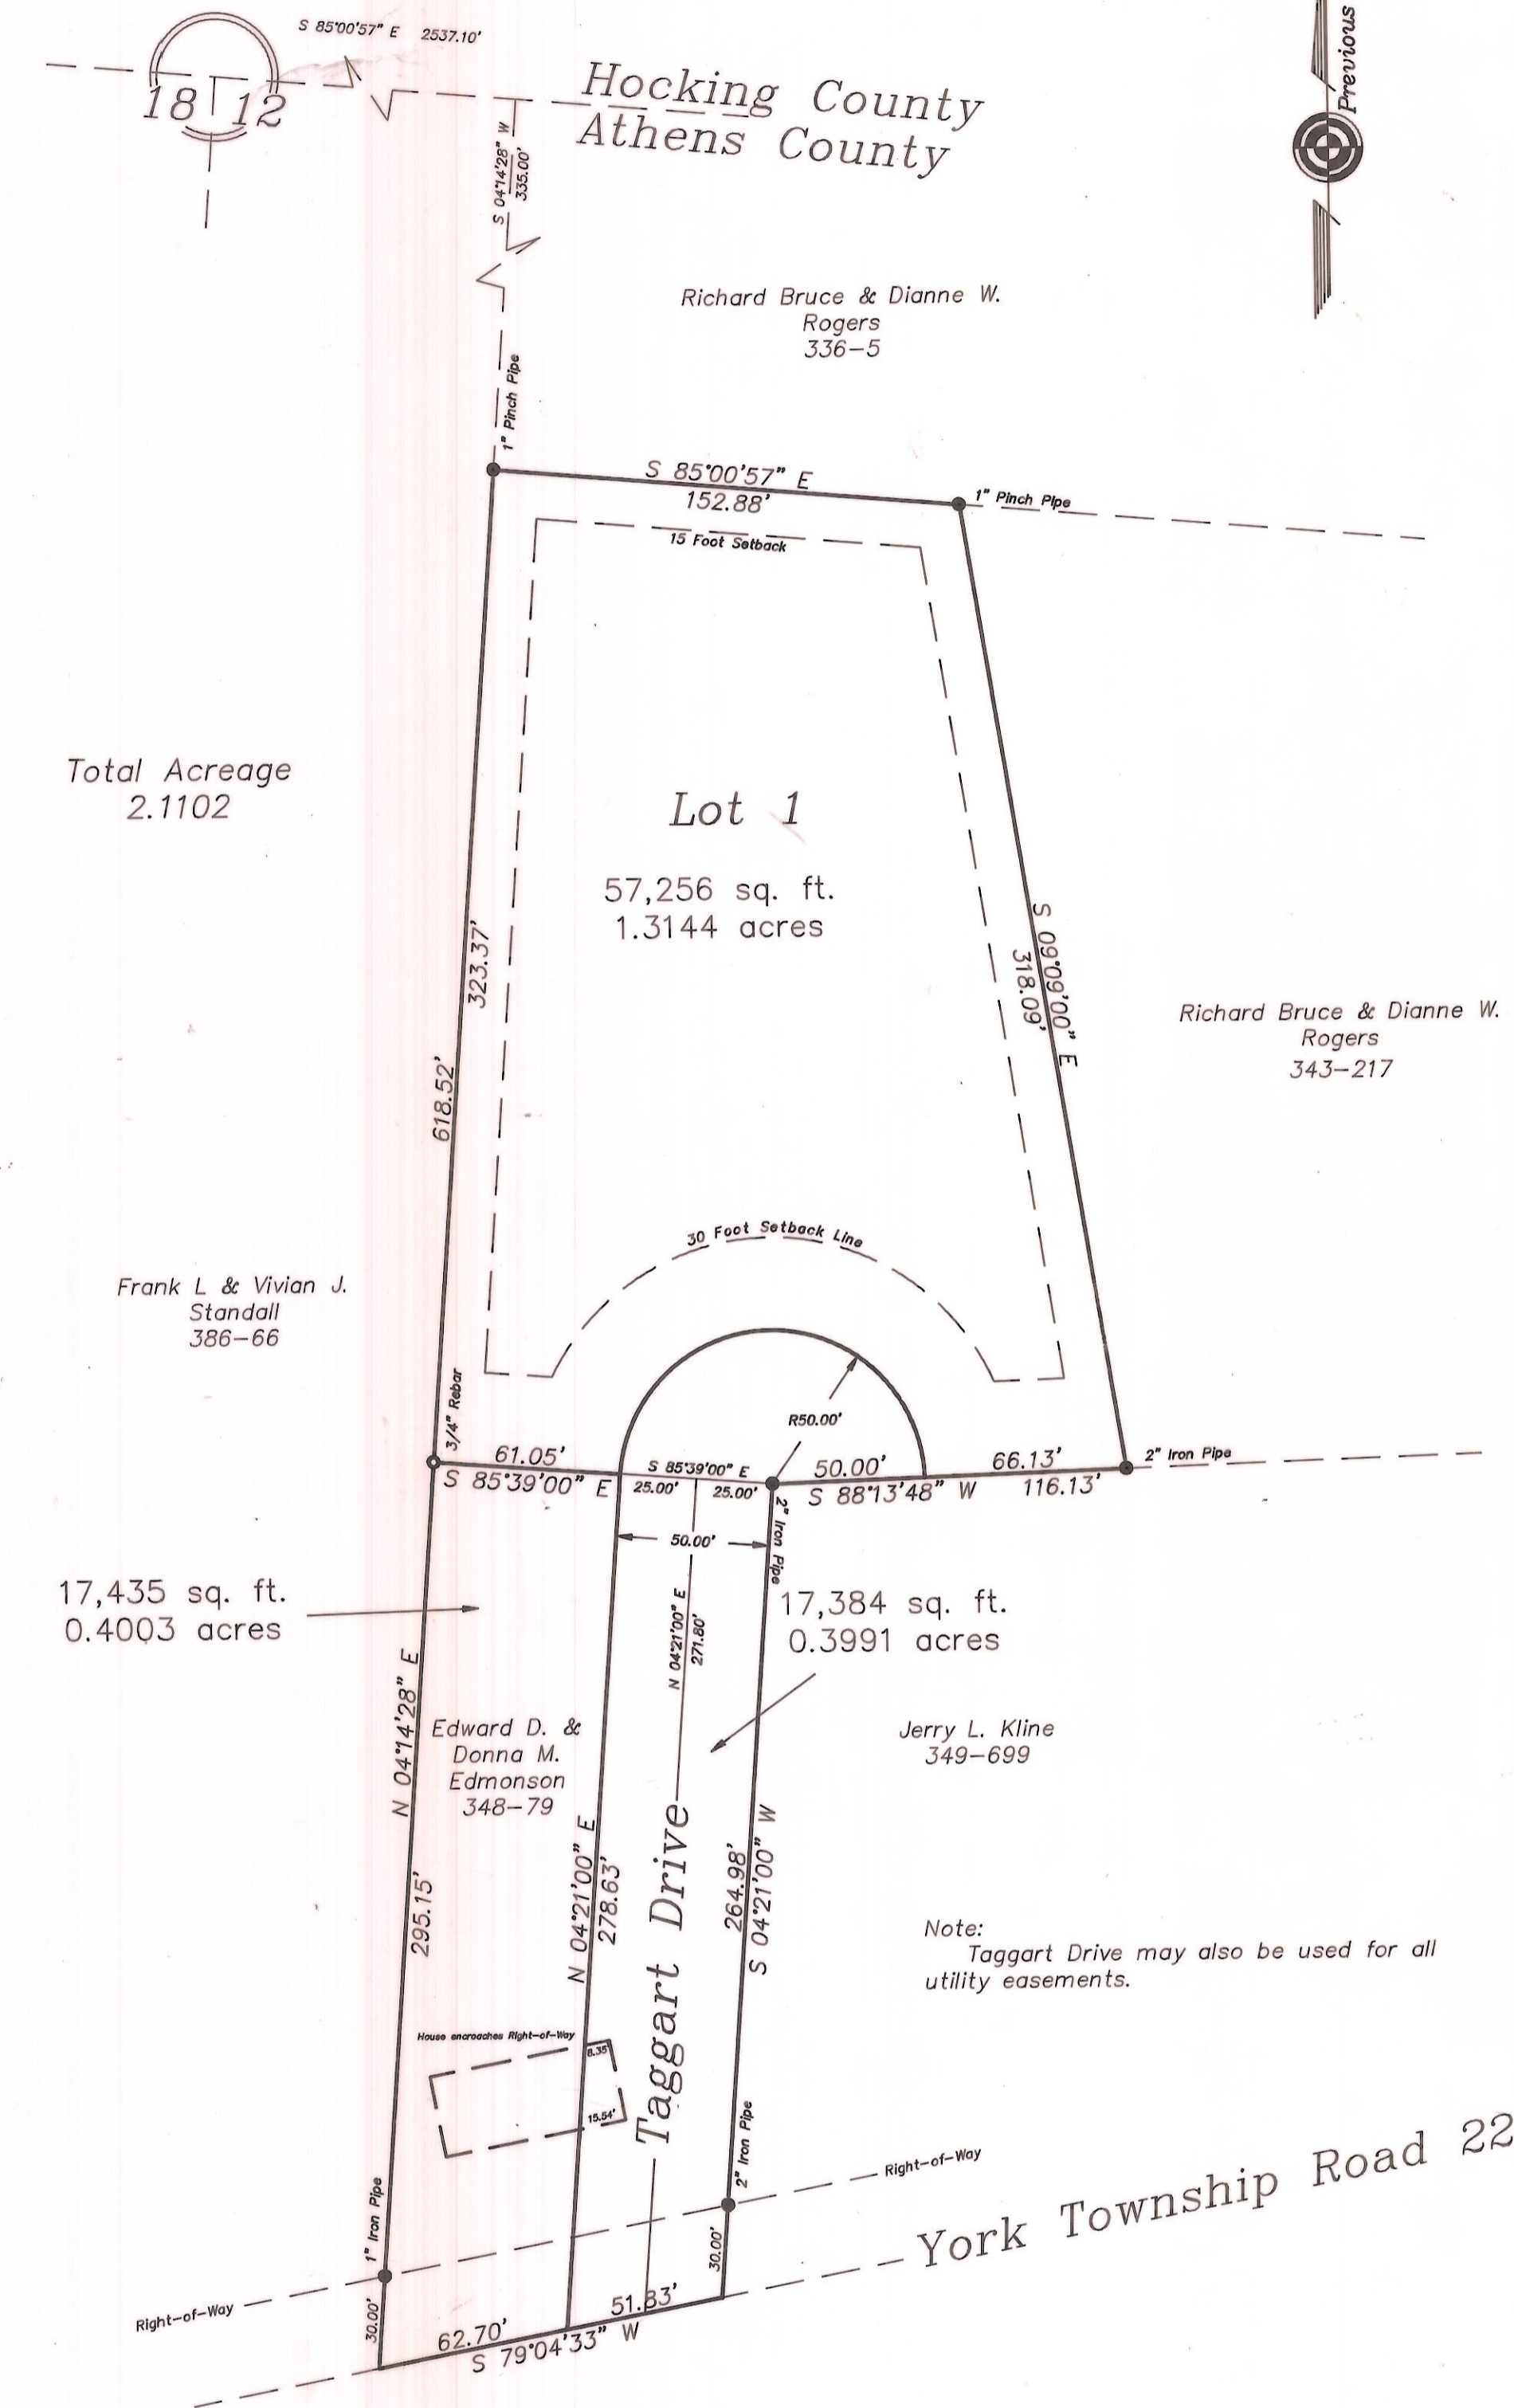 S 85°00'57" E 2537.10'
Previous
18 12
Hocking County
Athens County
S 04°14'28" W
335.00'
Richard Bruce & Dianne W.
Rogers
336-5
1" Pinch Pipe
S 85°00'57" E
152.88'
1" Pinch Pipe
15 Foot Setback
Total Acreage
2.1102
Lot 1
57,256 sq. ft.
1.3144 acres
323.37'
618.52'
S 09°09'00" E
318.09'
Richard Bruce & Dianne W.
Rogers
343-217
30 Foot Setback Line
Frank L & Vivian J.
Standall
386-66
3/4" Rebar
R50.00'
61.05'
S 85°39'00" E
S 85°39'00" E
25.00' 25.00'
50.00'
66.13'
S 88°13'48" W 116.13'
2" Iron Pipe
2" Iron Pipe
50.00'
17,435 sq. ft.
0.4003 acres
17,384 sq. ft.
0.3991 acres
N 04°21'00" E
271.80'
N 04°14'28" E
295.15'
Edward D. &
Donna M.
Edmonson
348-79
Jerry L. Kline
349-699
N 04°21'00" E
278.63'
Taggart Drive
264.98'
S 04°21'00" W
Note:
Taggart Drive may also be used for all
utility easements.
House encroaches Right-of-Way
8.35'
15.54'
2" Iron Pipe
1" Iron Pipe
Right-of-Way
York Township Road 22
Right-of-Way
30.00'
30.00'
62.70'
51.83'
S 79°04'33" W